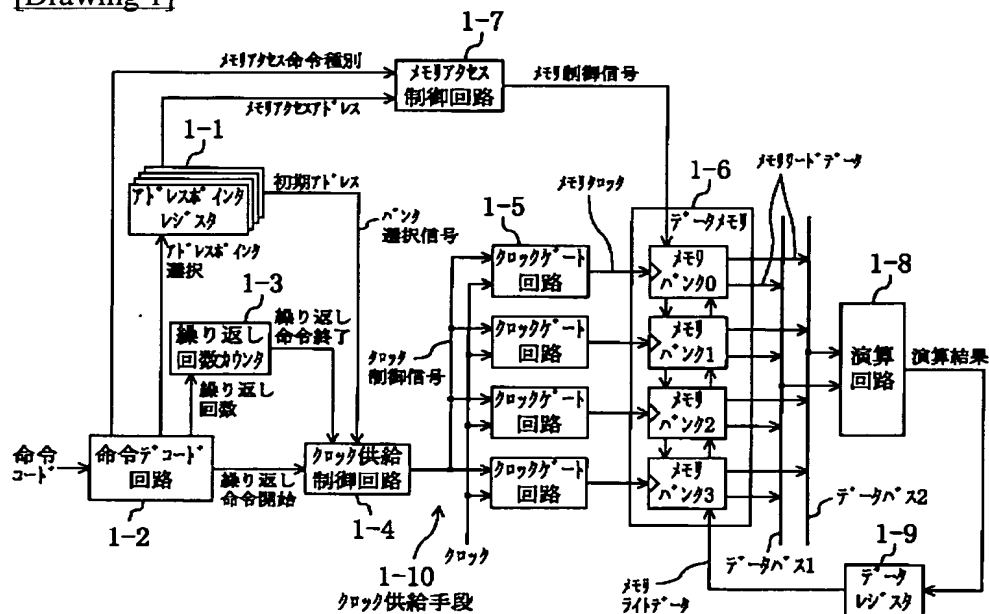 [Drawing 1]
1-7
メモリアクセス命令種別
メモリアクセス
制御回路
メモリ制御信号
メモリアクセスアドレス
1-1
アドレスポインタ
レジスタ
初期アドレス
バンク
選択信号
アドレスポインタ
選択
1-3
繰り返し
回数カウンタ
繰り返し
命令終了
繰り返し
回数
命令
コード
命令デコード
回路
1-2
繰り返し
命令開始
クロック供給
制御回路
1-4
クロック
制御信号
1-10
クロック供給手段
クロック
1-5
クロックゲート
回路
クロックゲート
回路
クロックゲート
回路
クロックゲート
回路
メモリクロック
1-6
データメモリ
メモリ
バンク0
メモリ
バンク1
メモリ
バンク2
メモリ
バンク3
メモリリードデータ
1-8
演算
回路
演算結果
データバス2
データバス1
1-9
データ
レジスタ
メモリ
ライトデータ